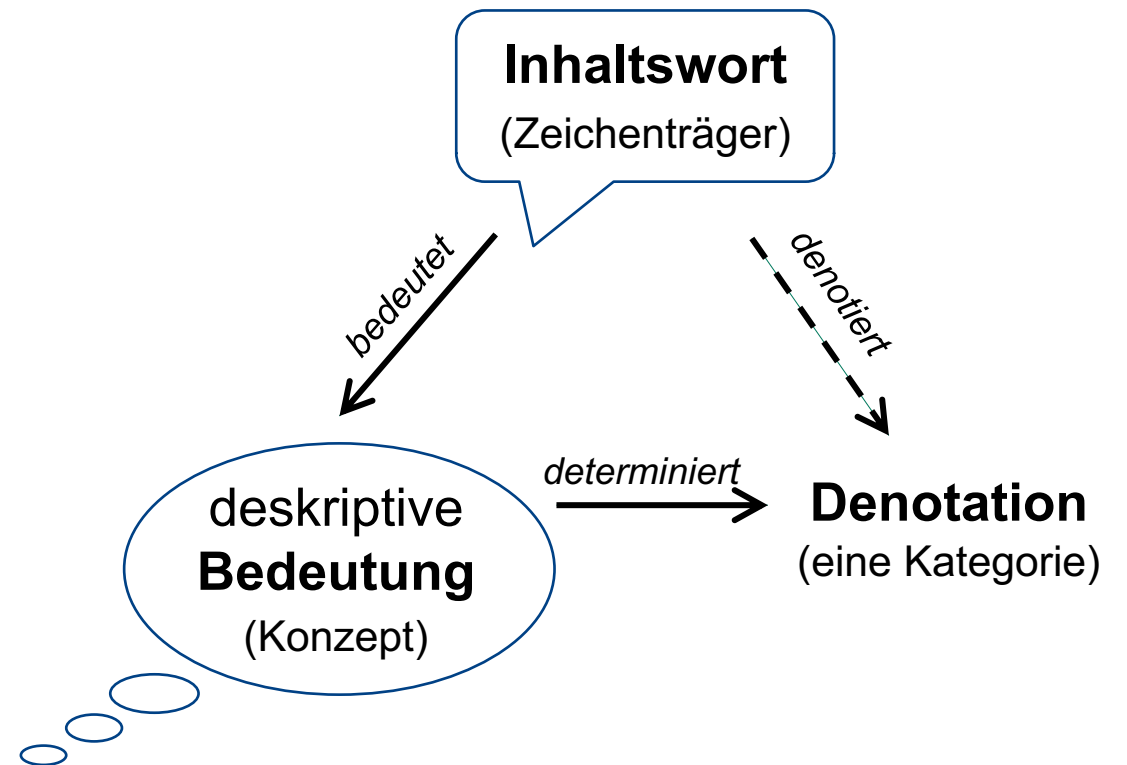 Inhaltswort
(Zeichenträger)
bedeutet
denotiert
deskriptive
Bedeutung
(Konzept)
determiniert
Denotation
(eine Kategorie)